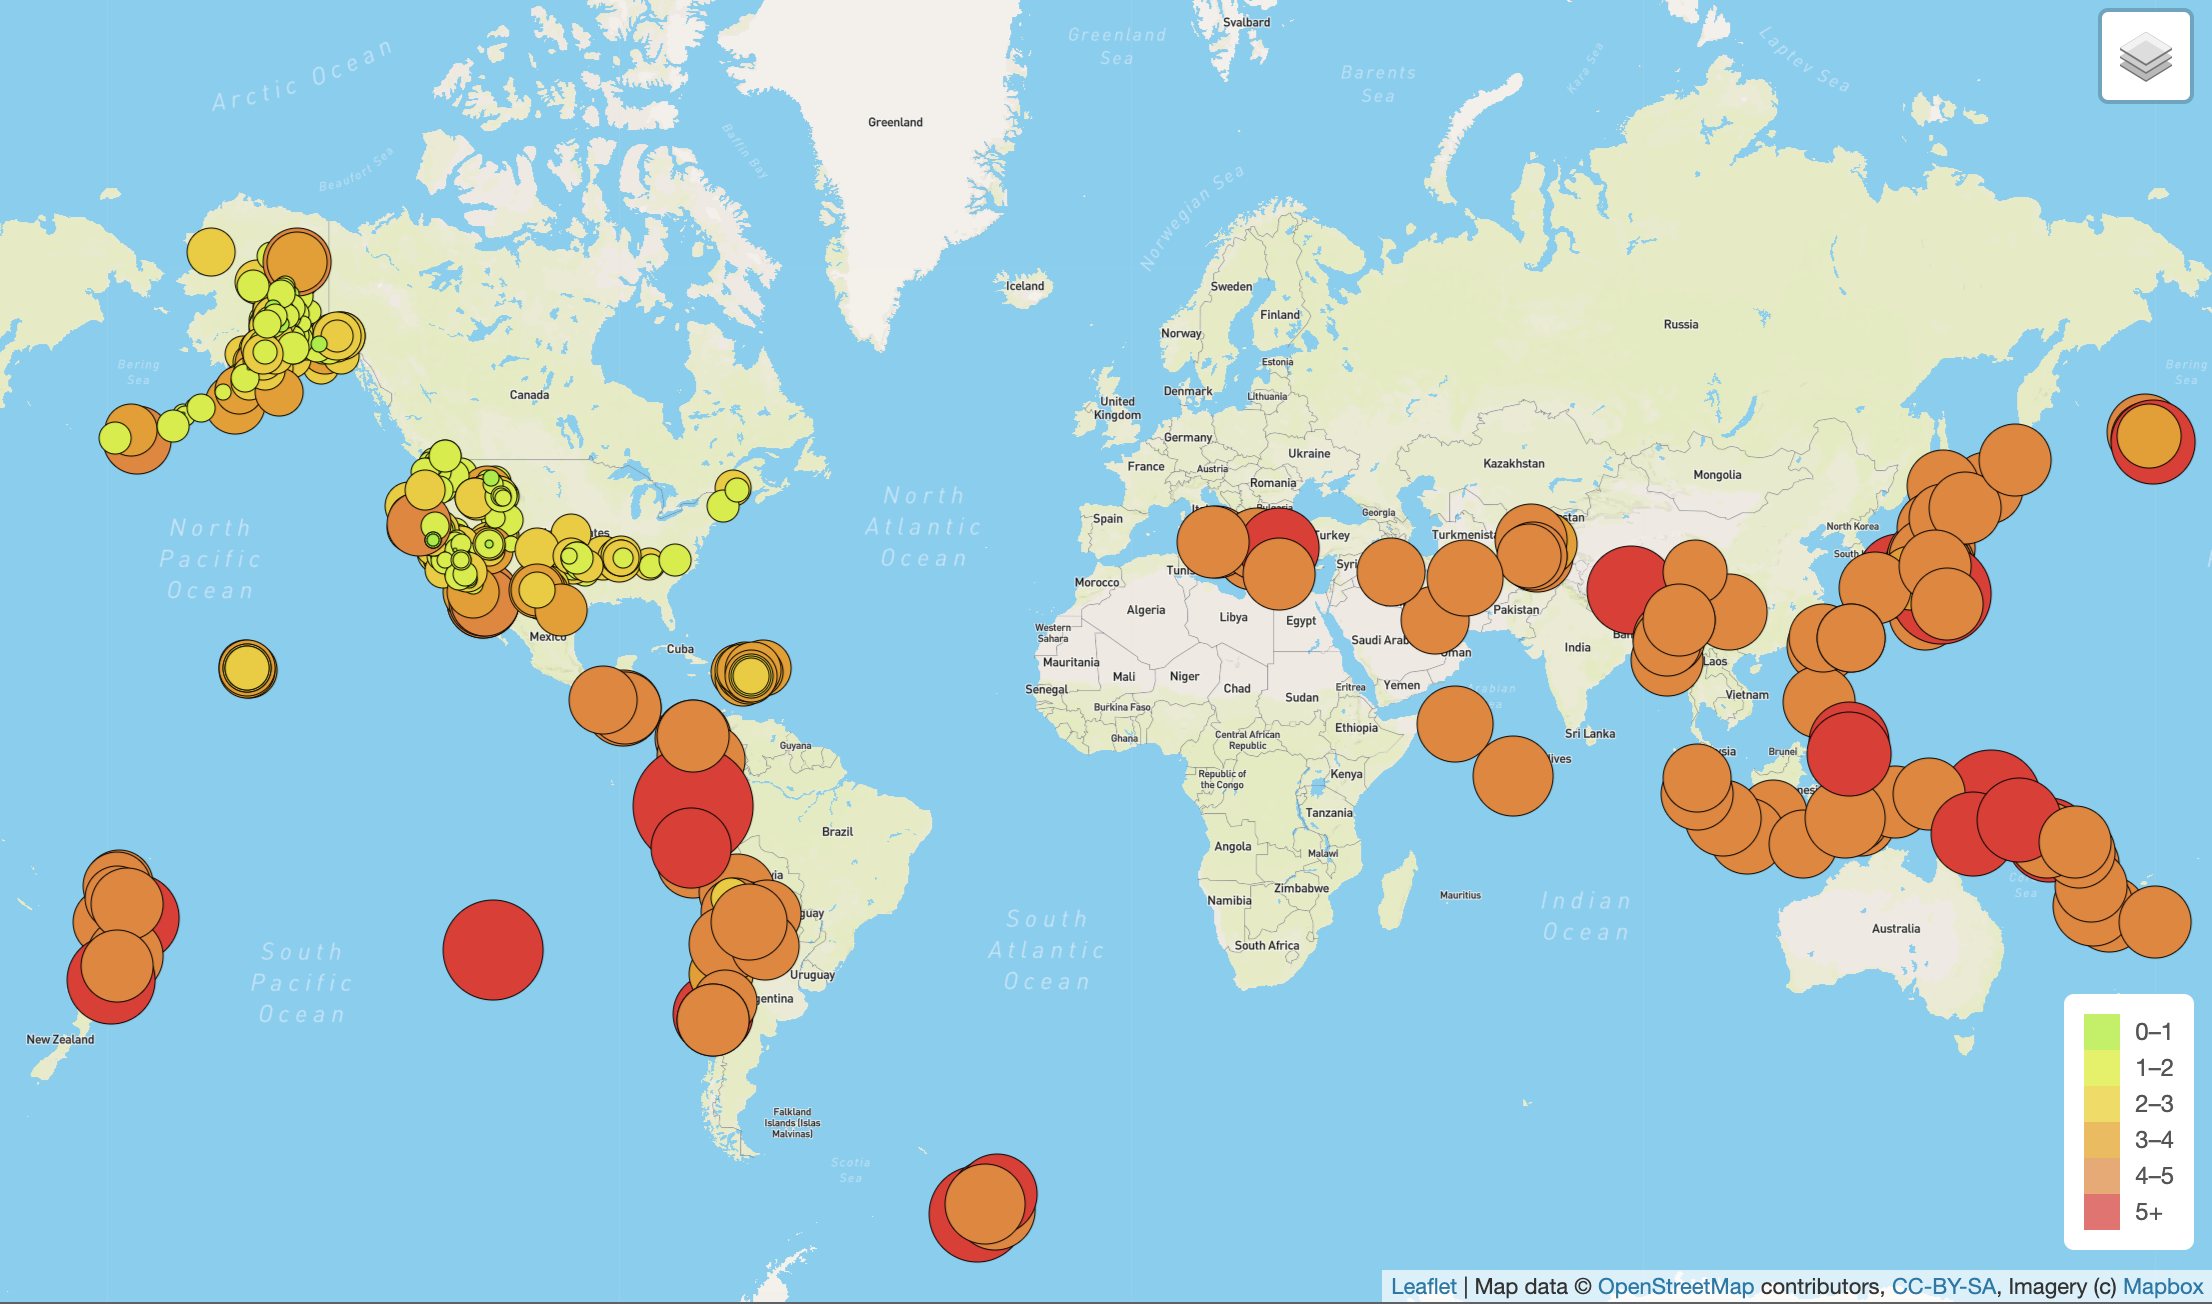 Svalbard
Greenland
Sea
Laptev Sea
Kara Sea
Barents
Sea
Arctic Ocean
Greenland
Baffin Bay
Beaufort Sea
Norwegian Sea
Iceland
Sweden
Finland
Norway
Russia
Estonia
Bering
Sea
Bering
Sea
Canada
Denmark
Lithuania
United
Kingdom
Germany
Ukraine
France
Austria
Kazakhstan
Mongolia
Romania
North
Atlantic
Ocean
North
Pacific
Ocean
Spain
Georgia
stan
North Korea
Turkey
Turkmenista
South
Syri
Tunis
Morocco
Algeria
Libya
Egypt
Pakistan
Western
Sahara
Mexico
Saudi Arab
India
Cuba
Oman
Laos
Mauritania
Mali
Niger
Chad
Sudan
Eritrea
Yemen
Arabian
Senegal
Burkina Faso
Vietnam
Ethiopia
Ghana
Central African
Republic
Sri Lanka
Guyana
Brunei
Republic of
the Congo
Kenya
Tanzania
Brazil
Angola
Malawi
Zimbabwe
Namibia
Mauritius
Indian
Ocean
South
Atlantic
Ocean
South
Pacific
Ocean
Australia
South Africa
Uruguay
gentina
New Zealand
Falkland
Islands (Islas
Malvinas)
Scotia
Sea
0–1
1–2
2–3
3–4
4–5
5+
Leaflet | Map data © OpenStreetMap contributors, CC-BY-SA, Imagery (c) Mapbox